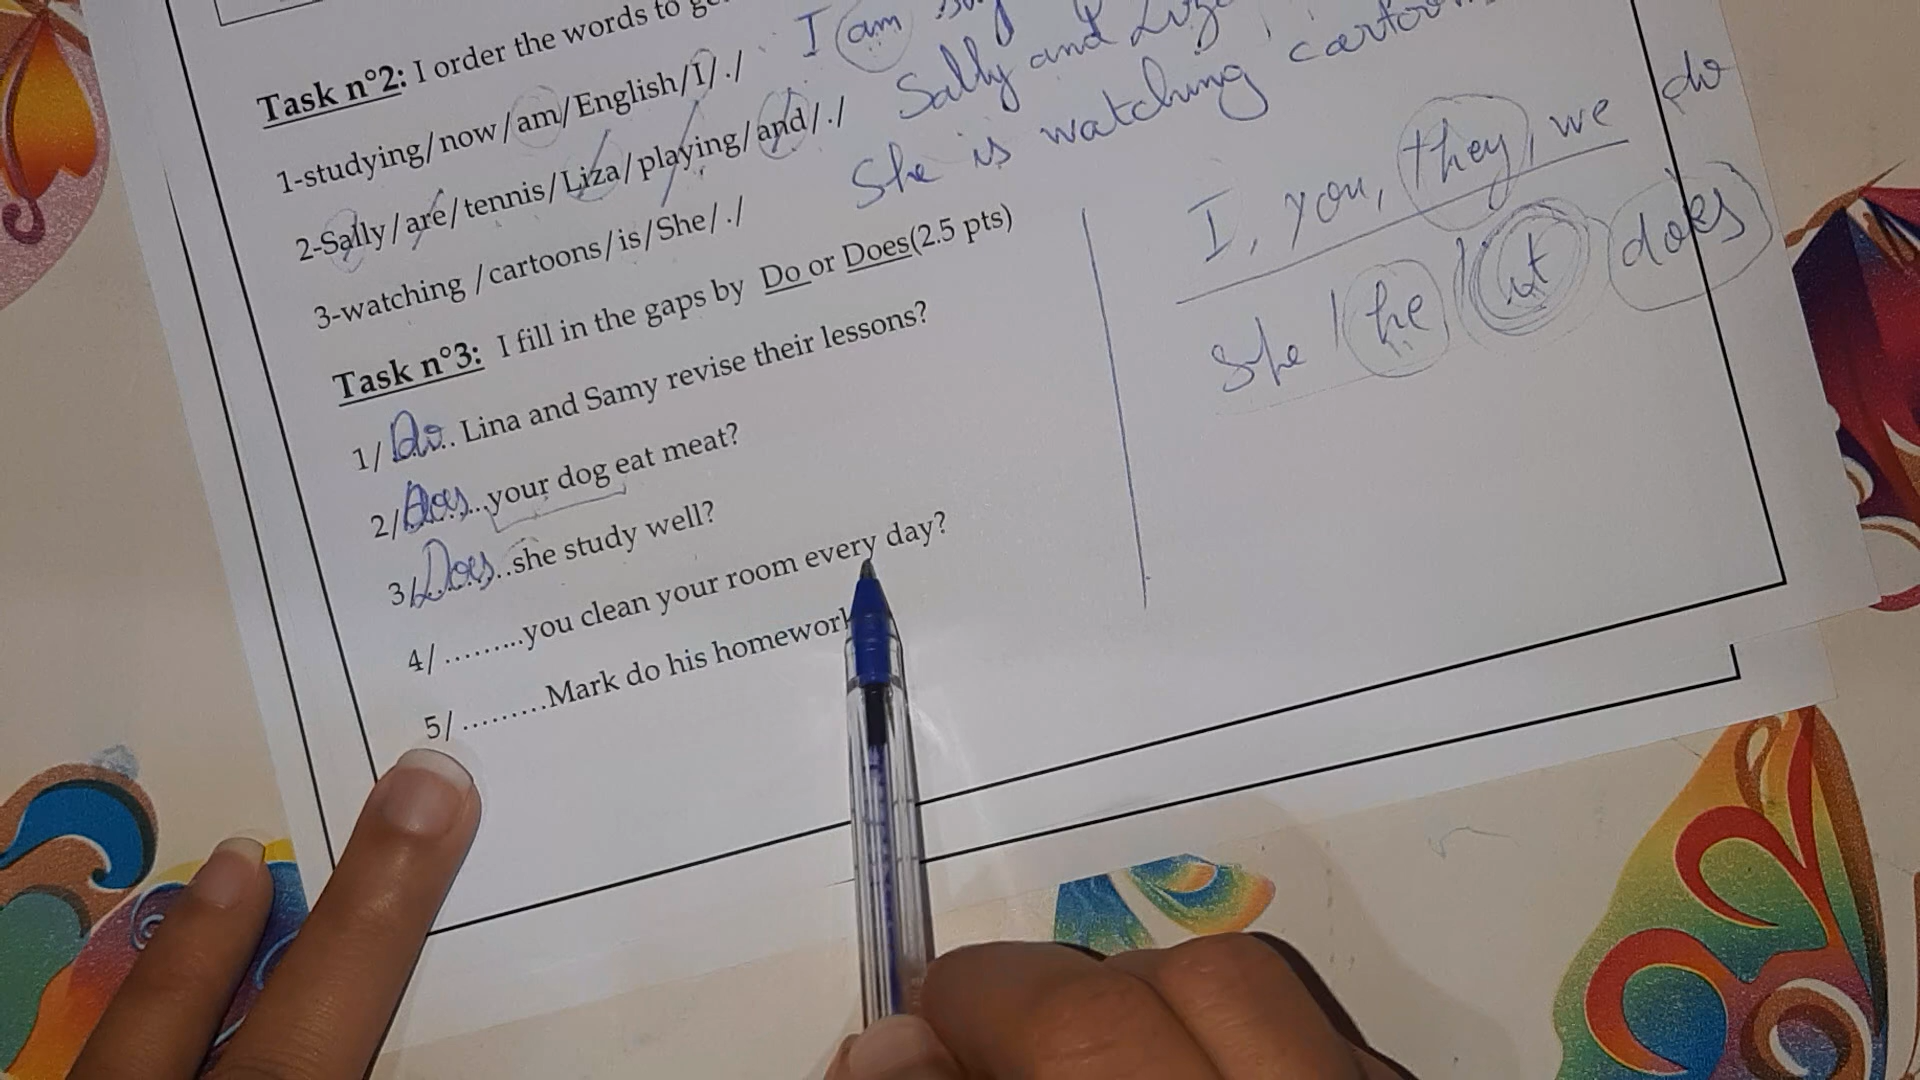 Task n°2: I order the words to ge
1-studying/now/am/English/I/./ I am
2-Sally/are/tennis/Liza/playing/and/./ Sally and Liza
3-watching /cartoons/is/She/./ She is watching cartoons
Task n°3: I fill in the gaps by Do or Does(2.5 pts)
1/ Do.. Lina and Samy revise their lessons?
2/ Does...your dog eat meat?
3/ Does..she study well?
4/ .........you clean your room every day?
5/ .........Mark do his homework
I, you, they, we do
She / he / it does